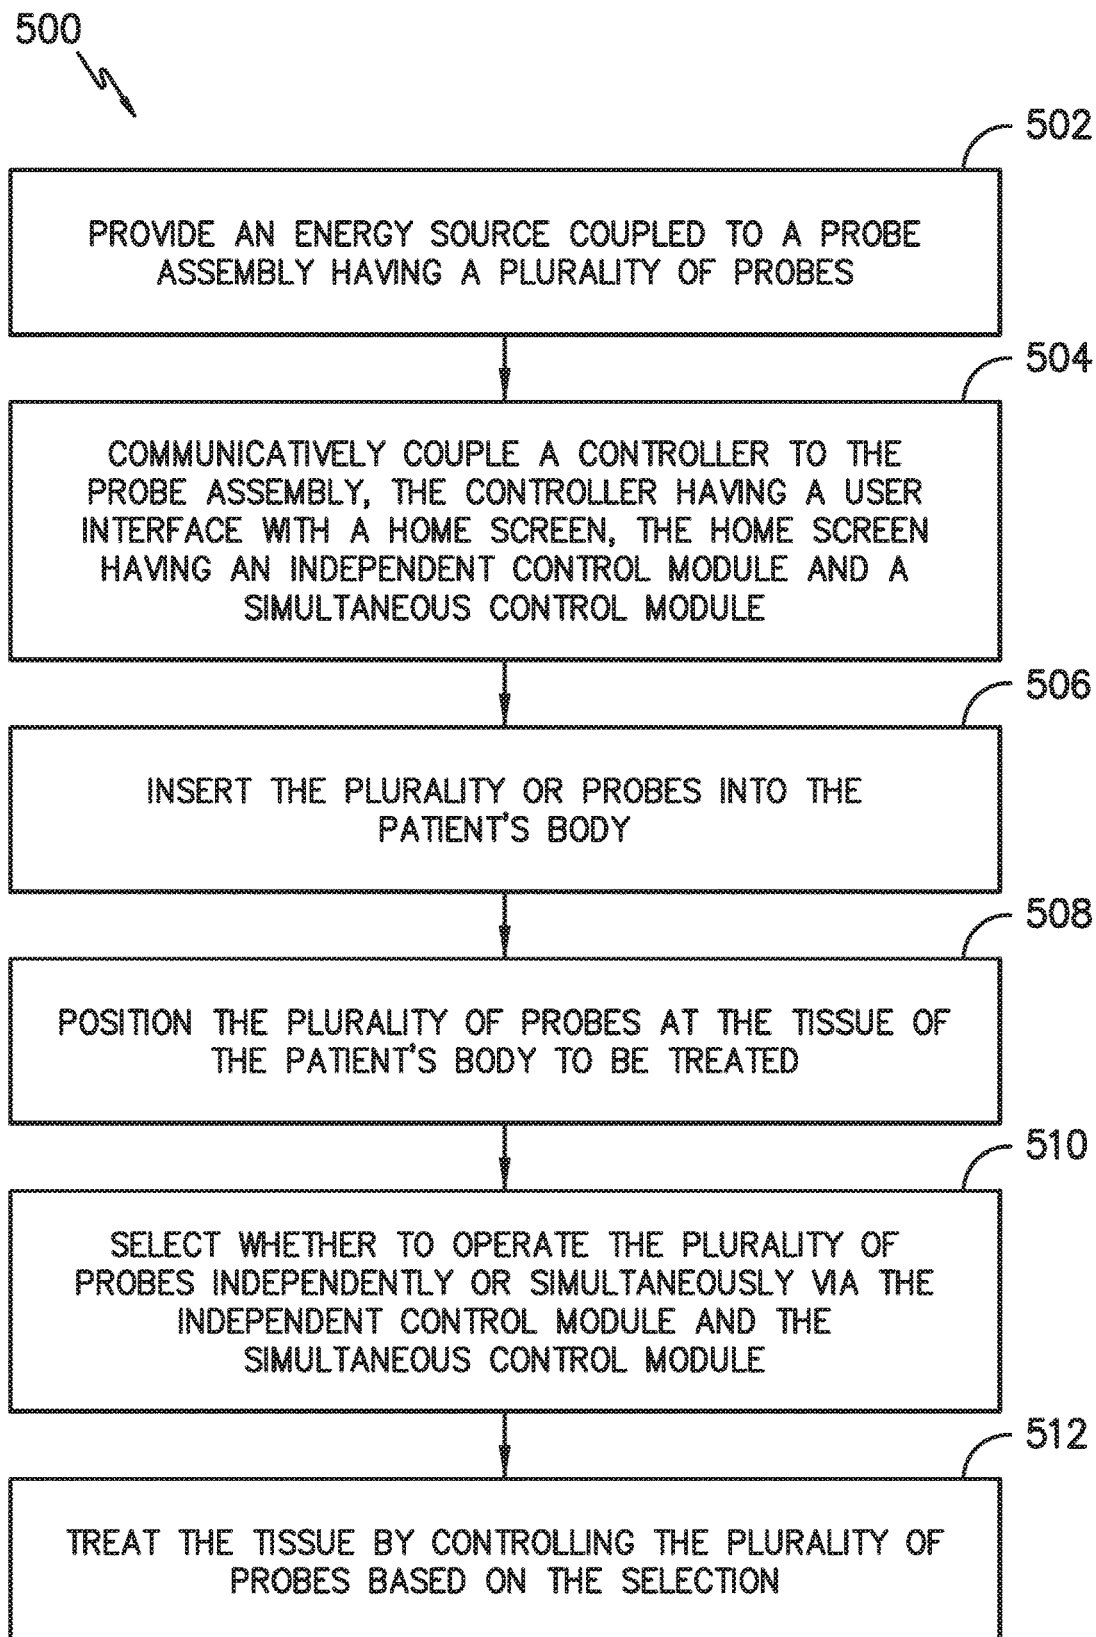 500
502
PROVIDE AN ENERGY SOURCE COUPLED TO A PROBE
ASSEMBLY HAVING A PLURALITY OF PROBES
504
COMMUNICATIVELY COUPLE A CONTROLLER TO THE
PROBE ASSEMBLY, THE CONTROLLER HAVING A USER
INTERFACE WITH A HOME SCREEN, THE HOME SCREEN
HAVING AN INDEPENDENT CONTROL MODULE AND A
SIMULTANEOUS CONTROL MODULE
506
INSERT THE PLURALITY OR PROBES INTO THE
PATIENT'S BODY
508
POSITION THE PLURALITY OF PROBES AT THE TISSUE OF
THE PATIENT'S BODY TO BE TREATED
510
SELECT WHETHER TO OPERATE THE PLURALITY OF
PROBES INDEPENDENTLY OR SIMULTANEOUSLY VIA THE
INDEPENDENT CONTROL MODULE AND THE
SIMULTANEOUS CONTROL MODULE
512
TREAT THE TISSUE BY CONTROLLING THE PLURALITY OF
PROBES BASED ON THE SELECTION